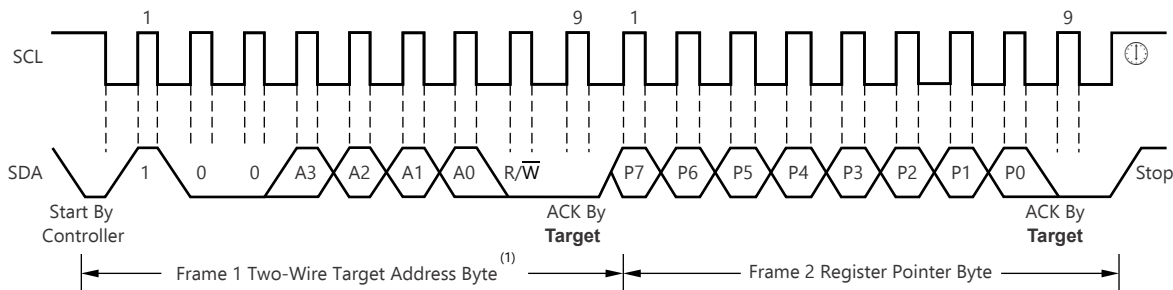 1 9 1 9
SCL
SDA 1 0 0 A3 A2 A1 A0 R/W̅ P7 P6 P5 P4 P3 P2 P1 P0 Stop
Start By
Controller
ACK By
Target
ACK By
Target
Frame 1 Two-Wire Target Address Byte(1)
Frame 2 Register Pointer Byte